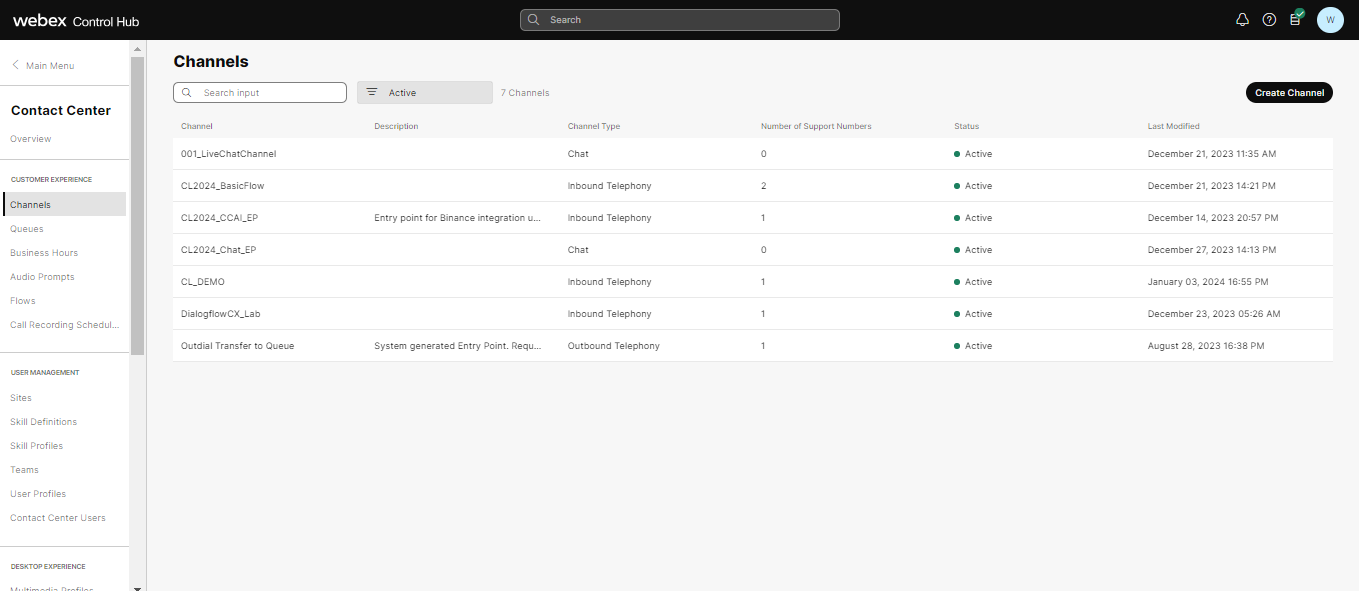 webex Control Hub
Search
W
Main Menu
Contact Center
Overview
CUSTOMER EXPERIENCE
Channels
Queues
Business Hours
Audio Prompts
Flows
Call Recording Schedul...
USER MANAGEMENT
Sites
Skill Definitions
Skill Profiles
Teams
User Profiles
Contact Center Users
DESKTOP EXPERIENCE
Multimedia Profiles
Channels
Search input Active 7 Channels Create Channel
Channel Description Channel Type Number of Support Numbers Status Last Modified
001_LiveChatChannel Chat 0 Active December 21, 2023 11:35 AM
CL2024_BasicFlow Inbound Telephony 2 Active December 21, 2023 14:21 PM
CL2024_CCAI_EP Entry point for Binance integration u... Inbound Telephony 1 Active December 14, 2023 20:57 PM
CL2024_Chat_EP Chat 0 Active December 27, 2023 14:13 PM
CL_DEMO Inbound Telephony 1 Active January 03, 2024 16:55 PM
DialogflowCX_Lab Inbound Telephony 1 Active December 23, 2023 05:26 AM
Outdial Transfer to Queue System generated Entry Point. Requ... Outbound Telephony 1 Active August 28, 2023 16:38 PM